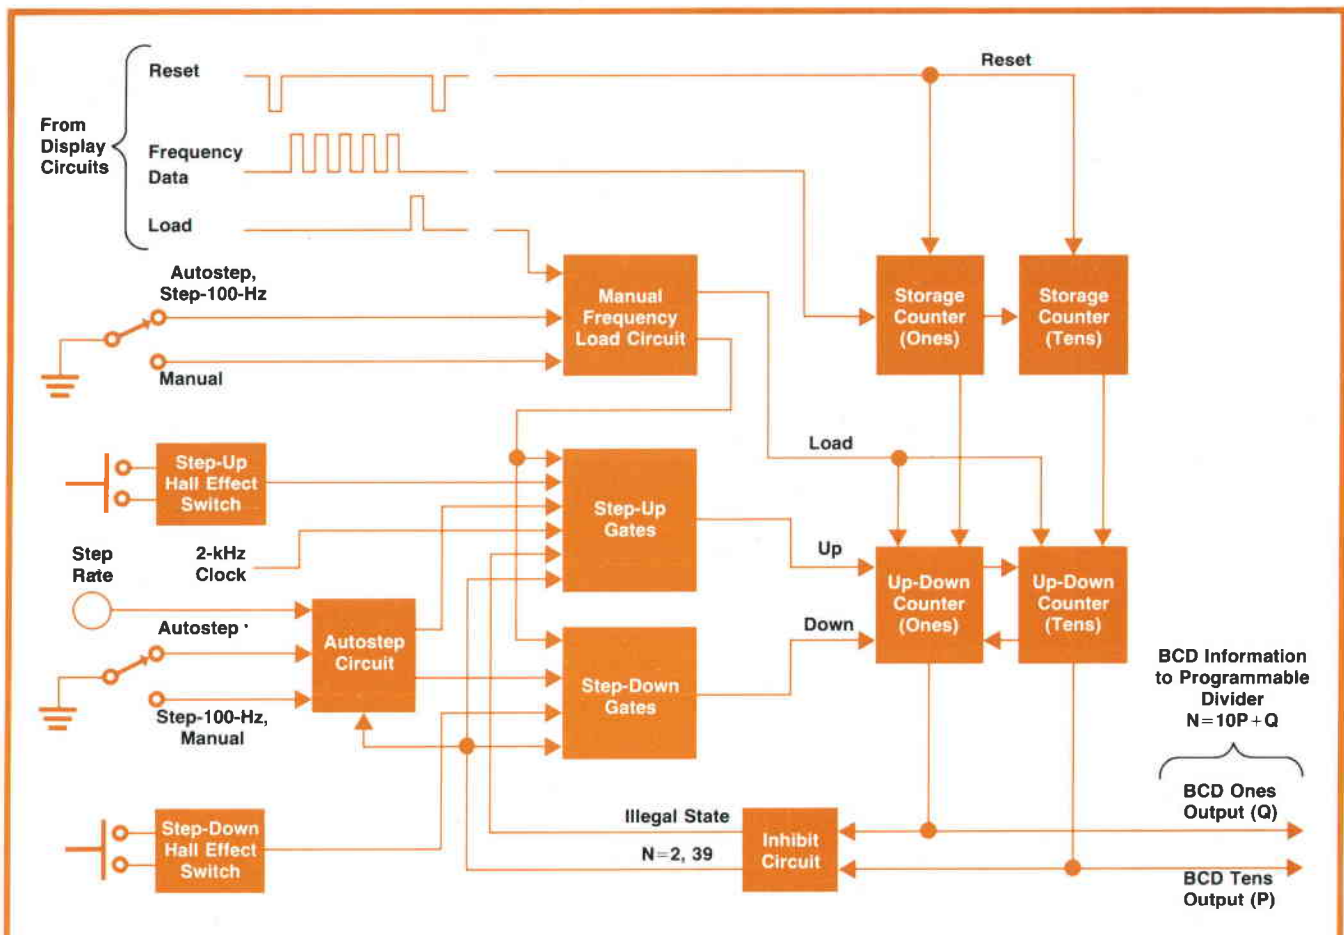 Reset
Reset
From
Display
Circuits
Frequency
Data
Load
Autostep,
Step-100-Hz
Manual
Manual
Frequency
Load Circuit
Storage
Counter
(Ones)
Storage
Counter
(Tens)
Load
Step-Up
Hall Effect
Switch
Step-Up
Gates
Up
Step
Rate
2-kHz
Clock
Up-Down
Counter
(Ones)
Up-Down
Counter
(Tens)
Autostep
Autostep
Circuit
Down
Step-Down
Gates
Step-100-Hz,
Manual
BCD Information
to Programmable
Divider
N=10P+Q
Step-Down
Hall Effect
Switch
Illegal State
N=2, 39
Inhibit
Circuit
BCD Ones
Output (Q)
BCD Tens
Output (P)